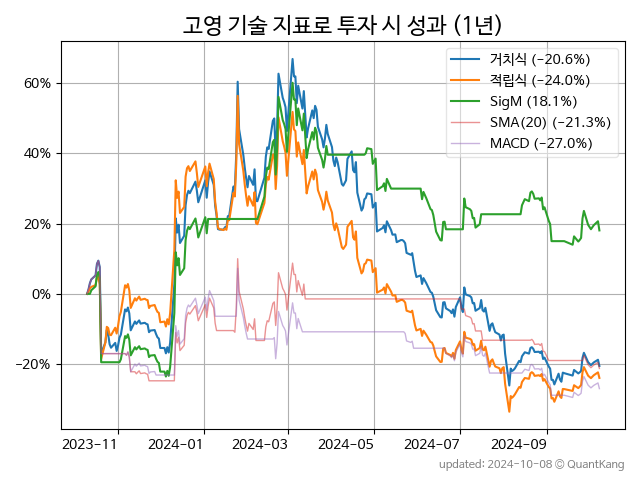 고영 기술 지표로 투자 시 성과 (1년)
거치식 (−20.6%)
적립식 (−24.0%)
SigM (18.1%)
SMA(20) (−21.3%)
MACD (−27.0%)
60%
40%
20%
0%
−20%
2023−11 2024−01 2024−03 2024−05 2024−07 2024−09
updated: 2024-10-08 © QuantKang